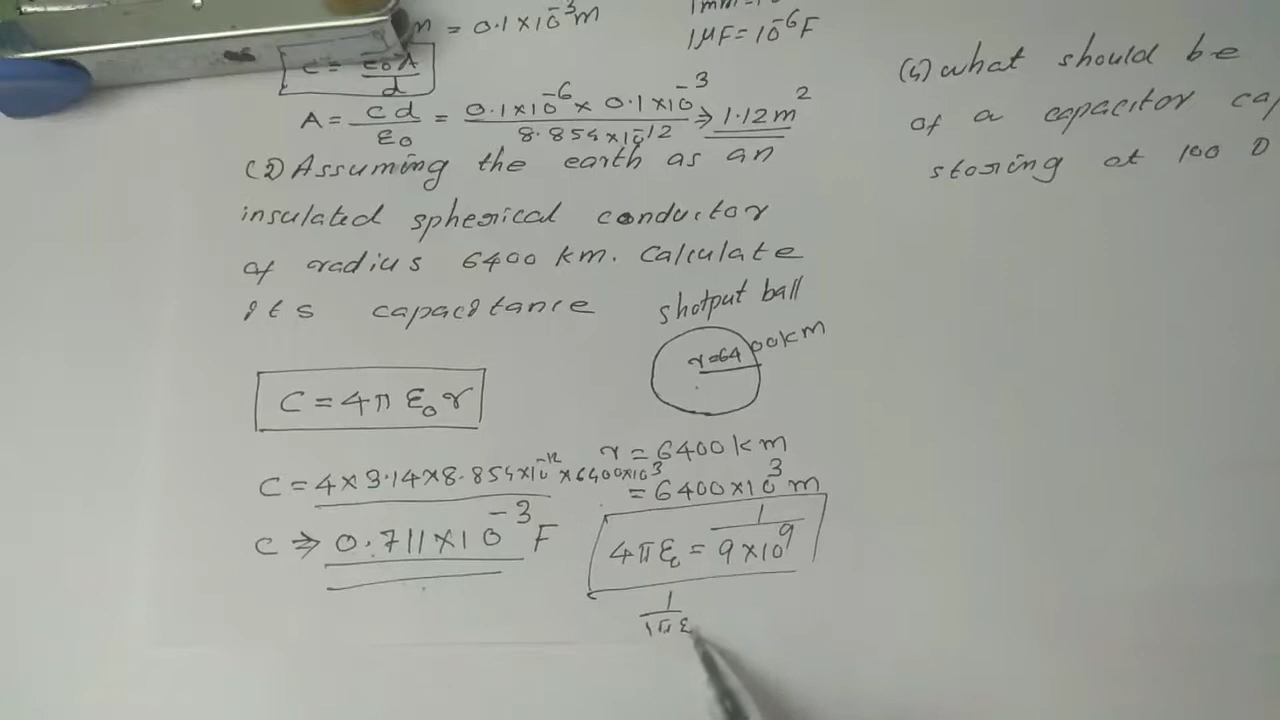 n = 0.1×10⁻³m
1µF=10⁻⁶F
C = ε₀A/d
A = cd/ε₀ = 0.1×10⁻⁶ × 0.1×10⁻³/8.854×10⁻¹² ⇒ 1.12m²
(2) Assuming the earth as an
insulated spherical conductor
of radius 6400 km. Calculate
its capacitance
shotput ball
r=6400km
C = 4π ε₀ r
r = 6400 km
C = 4×3.14×8.854×10⁻¹²×6400×10³
= 6400×10³m
C ⇒ 0.711×10⁻³ F
4πε₀ = 1/9×10⁹
1/1πε
(4) what should be
of a capacitor ca
storing at 100